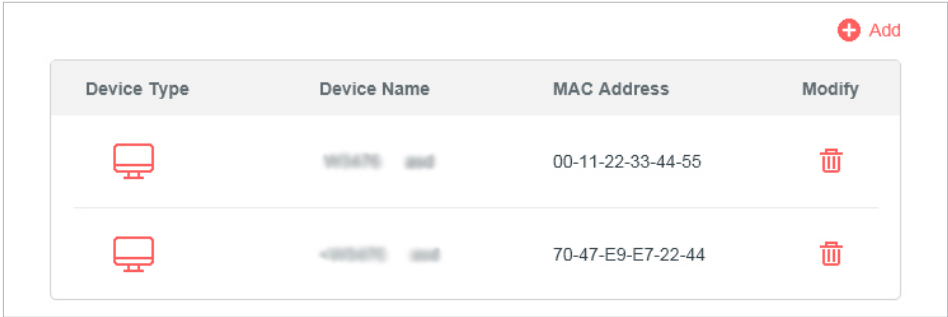 Add
Device Type Device Name MAC Address Modify
00-11-22-33-44-55
70-47-E9-E7-22-44